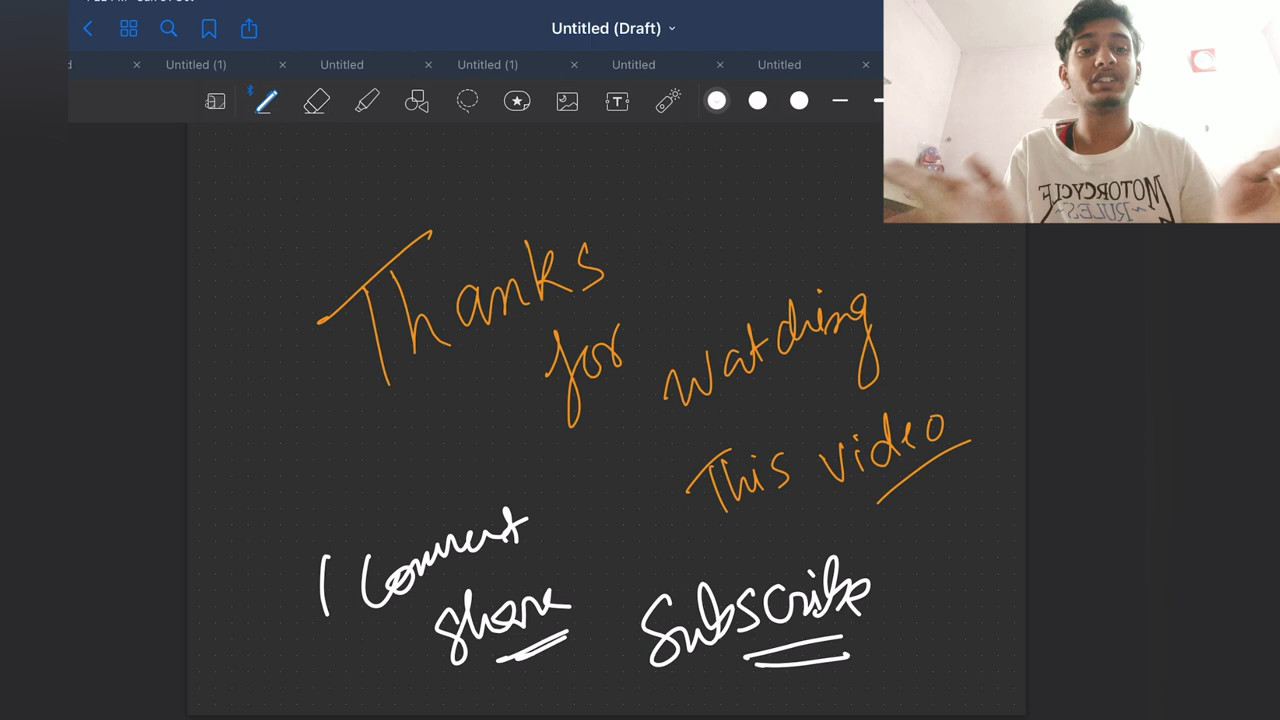 Untitled (Draft)
Untitled (1) Untitled Untitled (1) Untitled Untitled
T
MOTORCYCLE
RULES
Thanks
for watching
This video
Comment
Share Subscribe